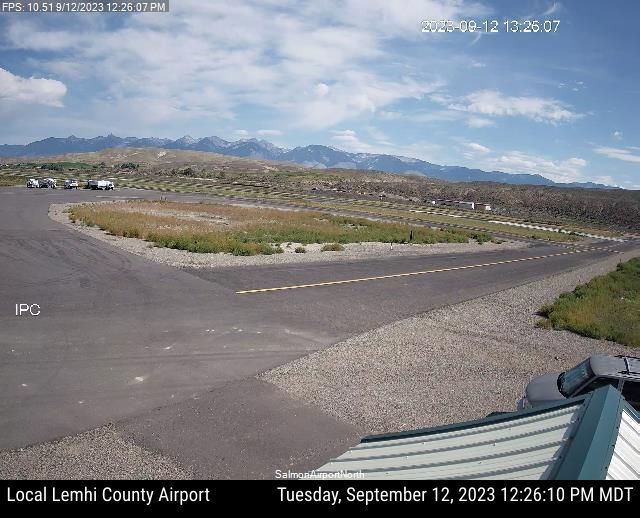 FPS: 10.51 9/12/2023 12:26:07 PM
2023-09-12 13:26:07
IPC
SalmonAirportNorth
Local Lemhi County Airport Tuesday, September 12, 2023 12:26:10 PM MDT